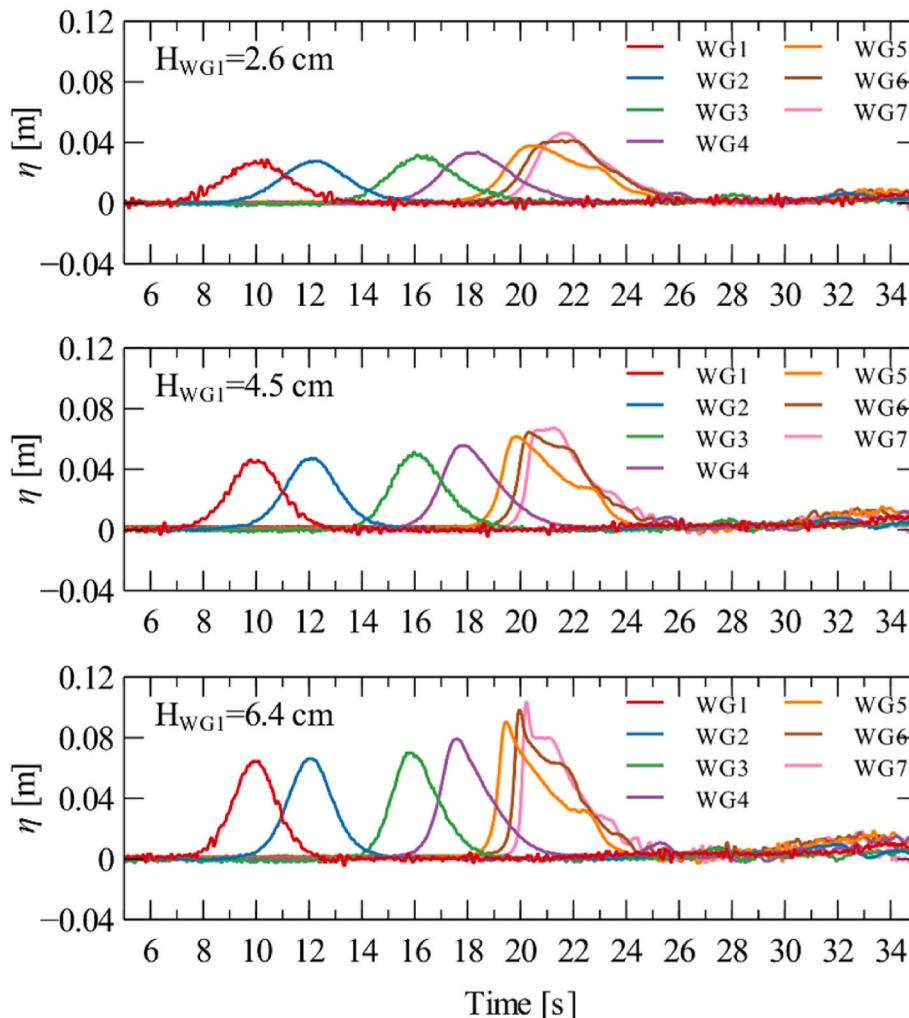 0.12
H_WG1=2.6 cm
WG1 WG5
WG2 WG6
WG3 WG7
WG4
0.08
0.04
0
−0.04
η [m]
6 8 10 12 14 16 18 20 22 24 26 28 30 32 34
0.12
H_WG1=4.5 cm
WG1 WG5
WG2 WG6
WG3 WG7
WG4
0.08
0.04
0
−0.04
η [m]
6 8 10 12 14 16 18 20 22 24 26 28 30 32 34
0.12
H_WG1=6.4 cm
WG1 WG5
WG2 WG6
WG3 WG7
WG4
0.08
0.04
0
−0.04
η [m]
6 8 10 12 14 16 18 20 22 24 26 28 30 32 34
Time [s]